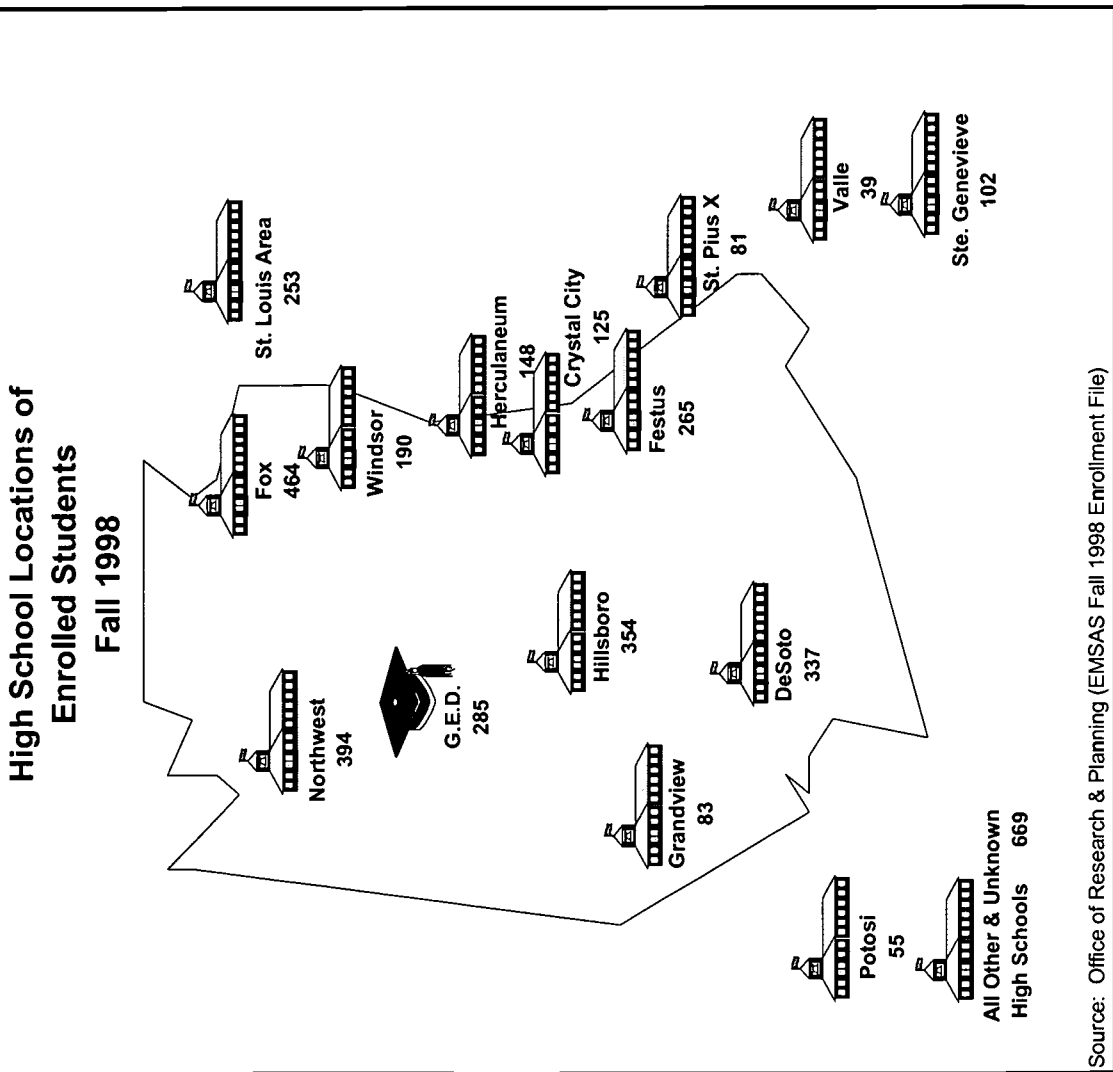 High School Locations of
Enrolled Students
Fall 1998
St. Louis Area
253
Fox
464
Windsor
190
Northwest
394
G.E.D.
285
Herculaneum
148
Crystal City
125
Festus
265
Hillsboro
354
St. Pius X
81
Grandview
83
DeSoto
337
Valle
39
Ste. Genevieve
102
Potosi
55
All Other & Unknown
High Schools 669
Source: Office of Research & Planning (EMSAS Fall 1998 Enrollment File)